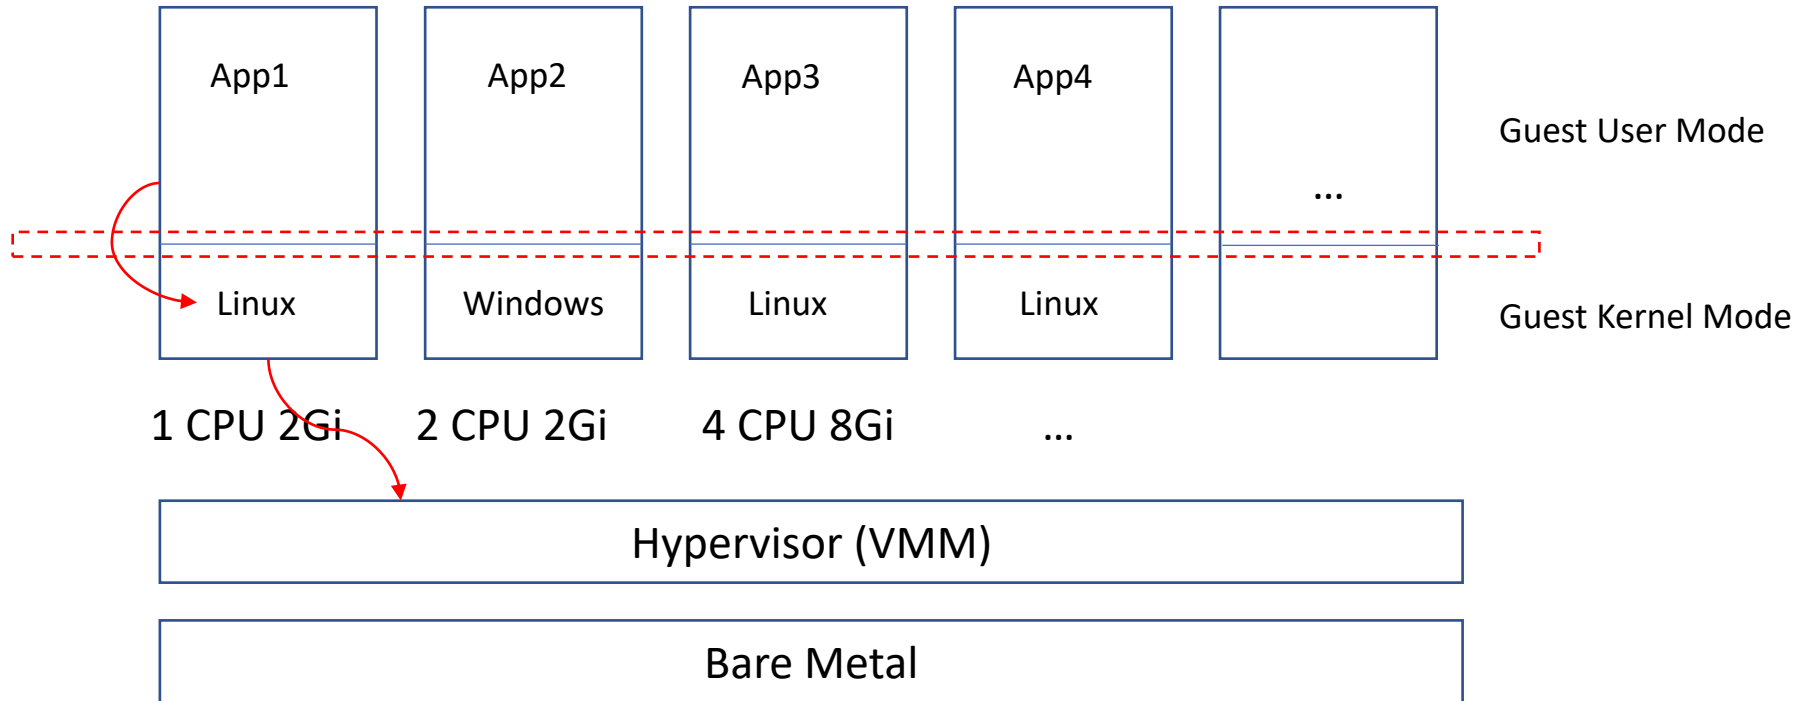 App1 App2 App3 App4
Guest User Mode
...
Linux Windows Linux Linux
Guest Kernel Mode
1 CPU 2Gi 2 CPU 2Gi 4 CPU 8Gi ...
Hypervisor (VMM)
Bare Metal